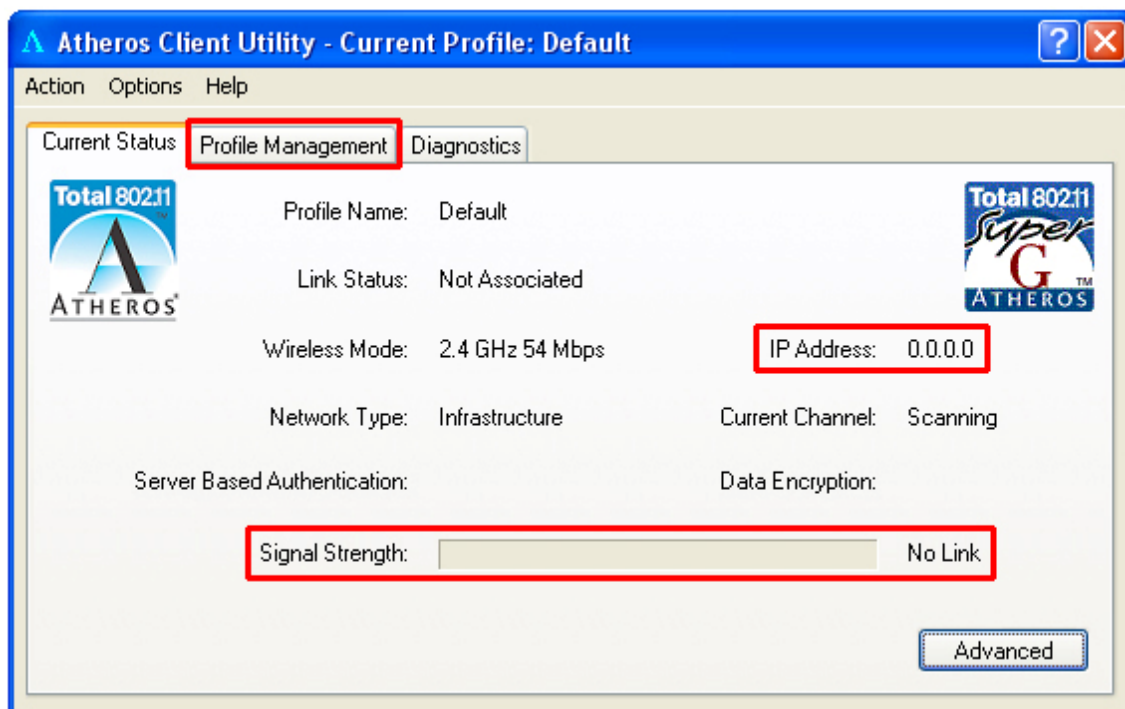 Atheros Client Utility - Current Profile: Default
Action Options Help
Current Status Profile Management Diagnostics
Total 802.11
ATHEROS
Total 802.11
Super
G
ATHEROS
Profile Name: Default
Link Status: Not Associated
Wireless Mode: 2.4 GHz 54 Mbps IP Address: 0.0.0.0
Network Type: Infrastructure Current Channel: Scanning
Server Based Authentication: Data Encryption:
Signal Strength: No Link
Advanced